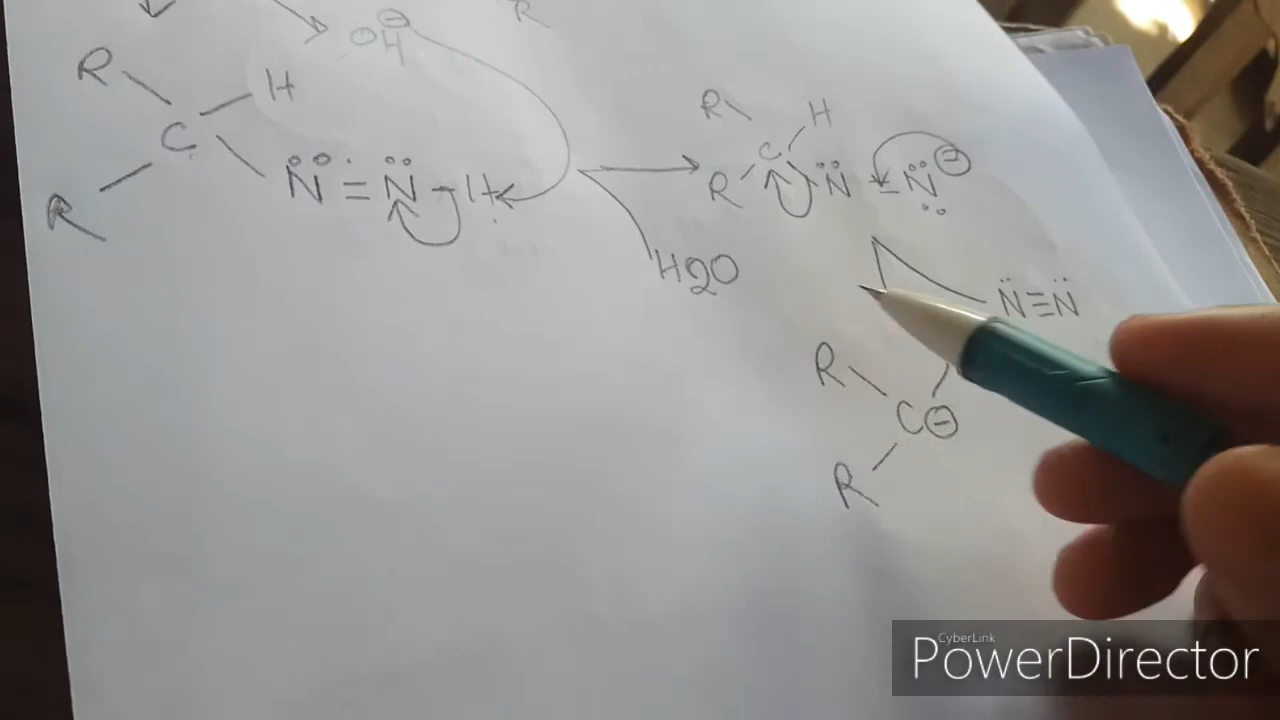 R
⊖
OH
R
H
C
R
N̈ = N̈ - H
H2O
R
H
C
R
N̈ = N̈ ⊖
N̈ ≡ N̈
R
C⊖
R
CyberLink
PowerDirector